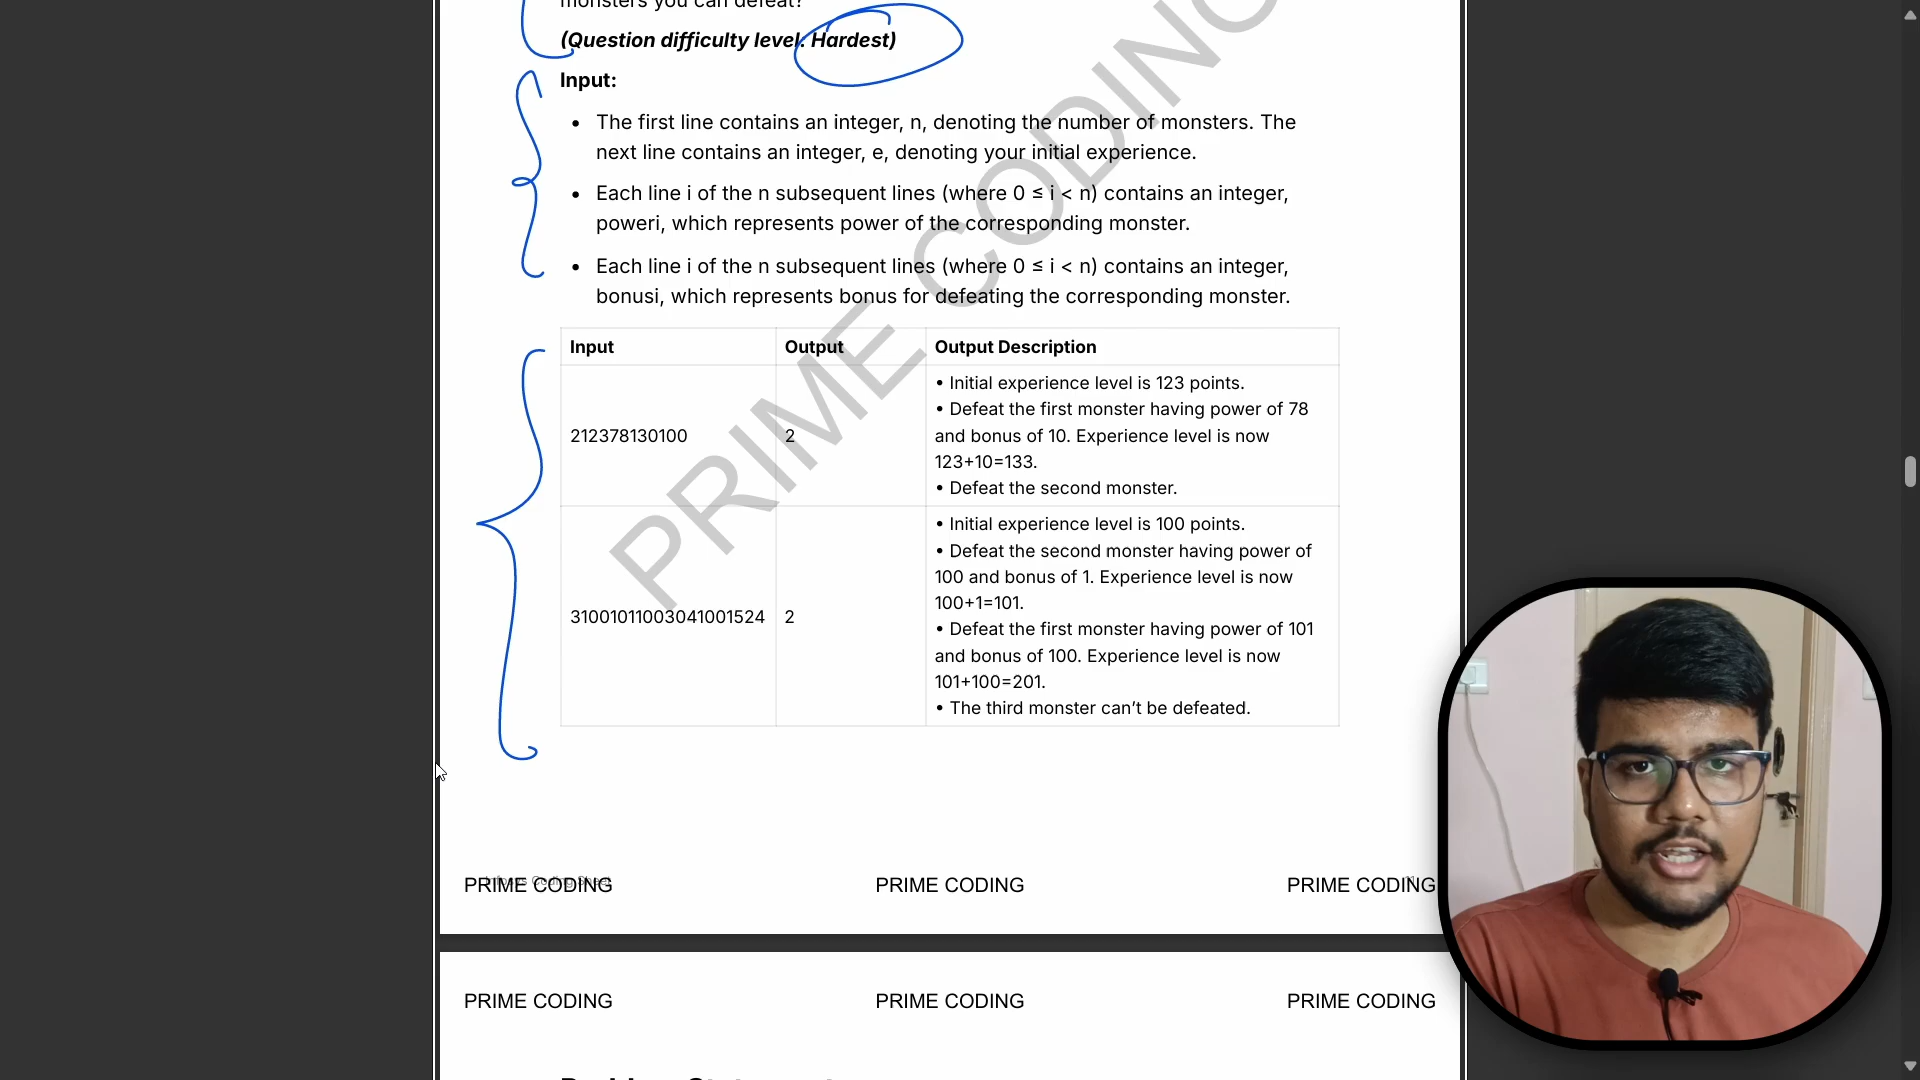 monsters you can defeat?
(Question difficulty level: Hardest)
Input:
• The first line contains an integer, n, denoting the number of monsters. The
next line contains an integer, e, denoting your initial experience.
• Each line i of the n subsequent lines (where 0 ≤ i < n) contains an integer,
poweri, which represents power of the corresponding monster.
• Each line i of the n subsequent lines (where 0 ≤ i < n) contains an integer,
bonusi, which represents bonus for defeating the corresponding monster.
Input Output Output Description
212378130100
2
• Initial experience level is 123 points.
• Defeat the first monster having power of 78
and bonus of 10. Experience level is now
123+10=133.
• Defeat the second monster.
31001011003041001524
2
• Initial experience level is 100 points.
• Defeat the second monster having power of
100 and bonus of 1. Experience level is now
100+1=101.
• Defeat the first monster having power of 101
and bonus of 100. Experience level is now
101+100=201.
• The third monster can’t be defeated.
PRIME CODING
PRIME CODING PRIME CODING PRIME CODING
Infosys Coding Sheet
PRIME CODING PRIME CODING PRIME CODING